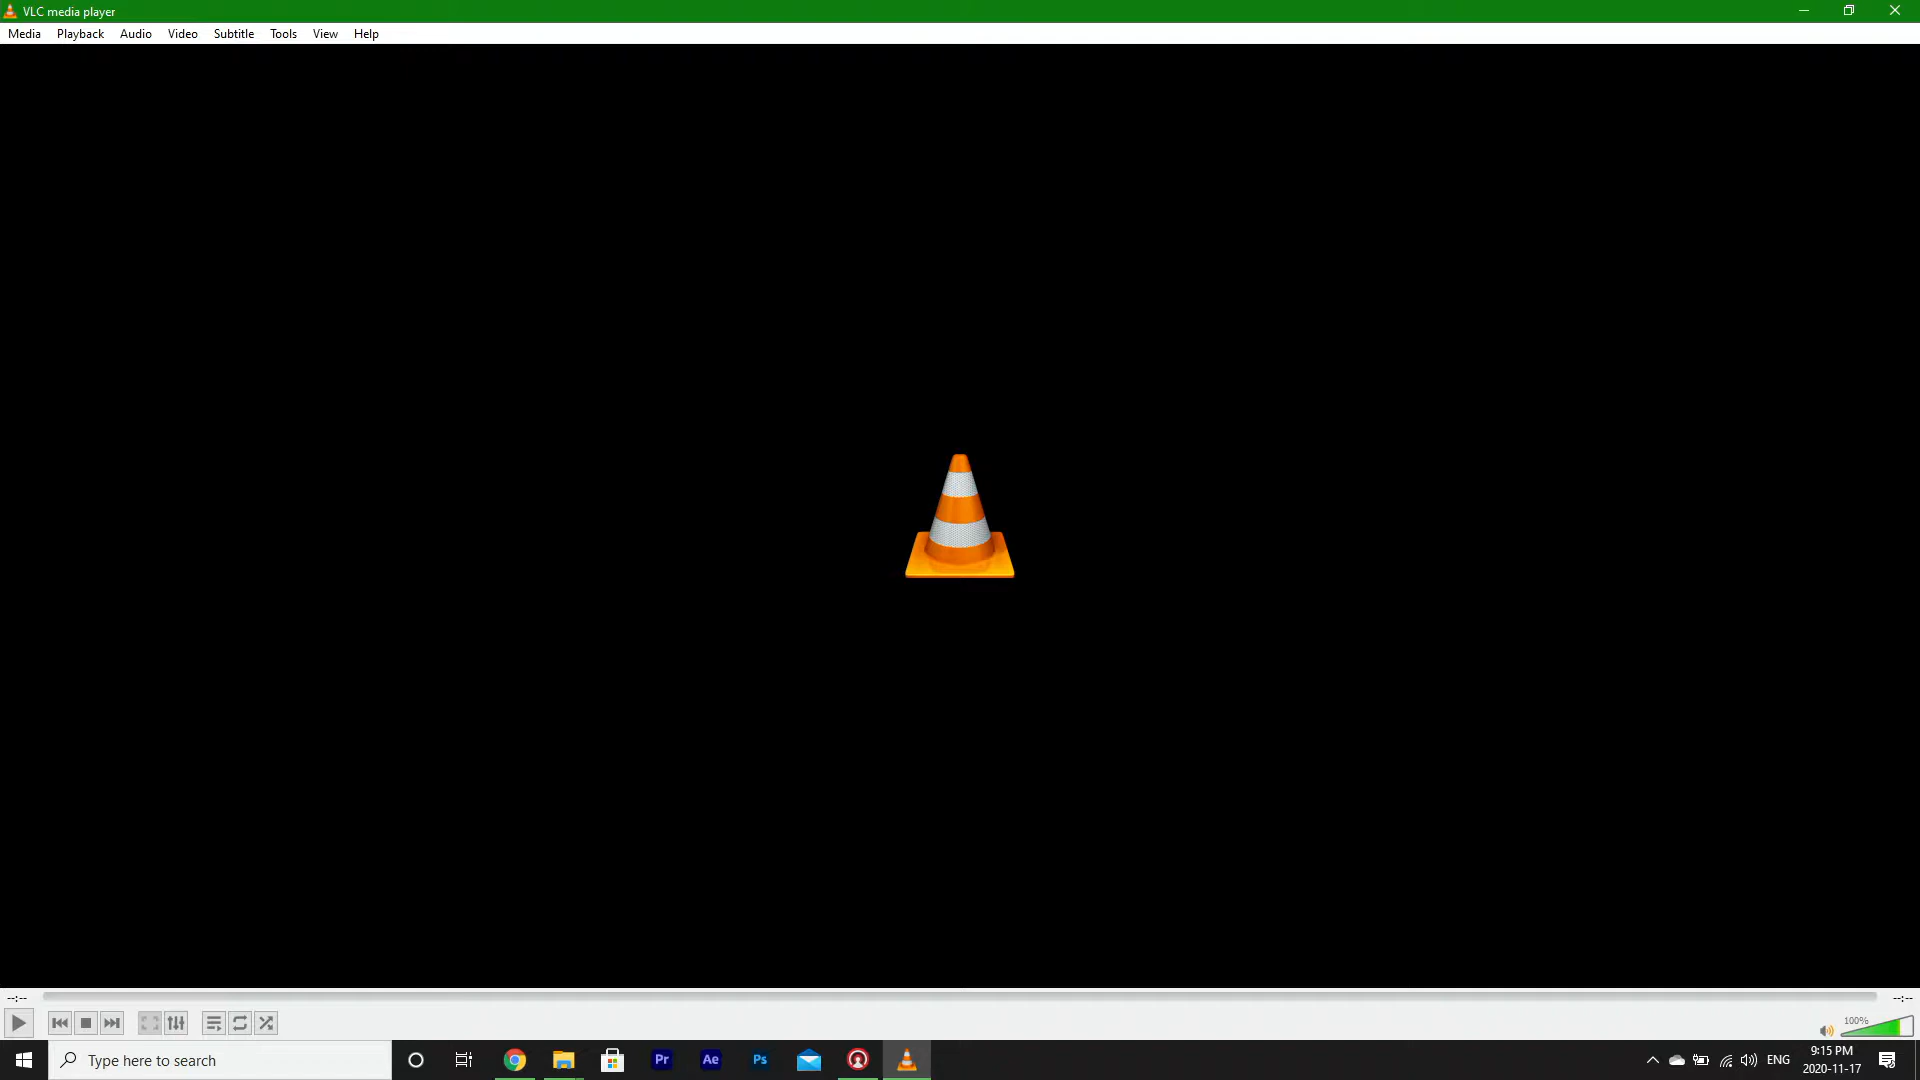 VLC media player
Media Playback Audio Video Subtitle Tools View Help
--:-- --:--
100%
Type here to search
Pr Ae Ps
ENG
9:15 PM
2020-11-17